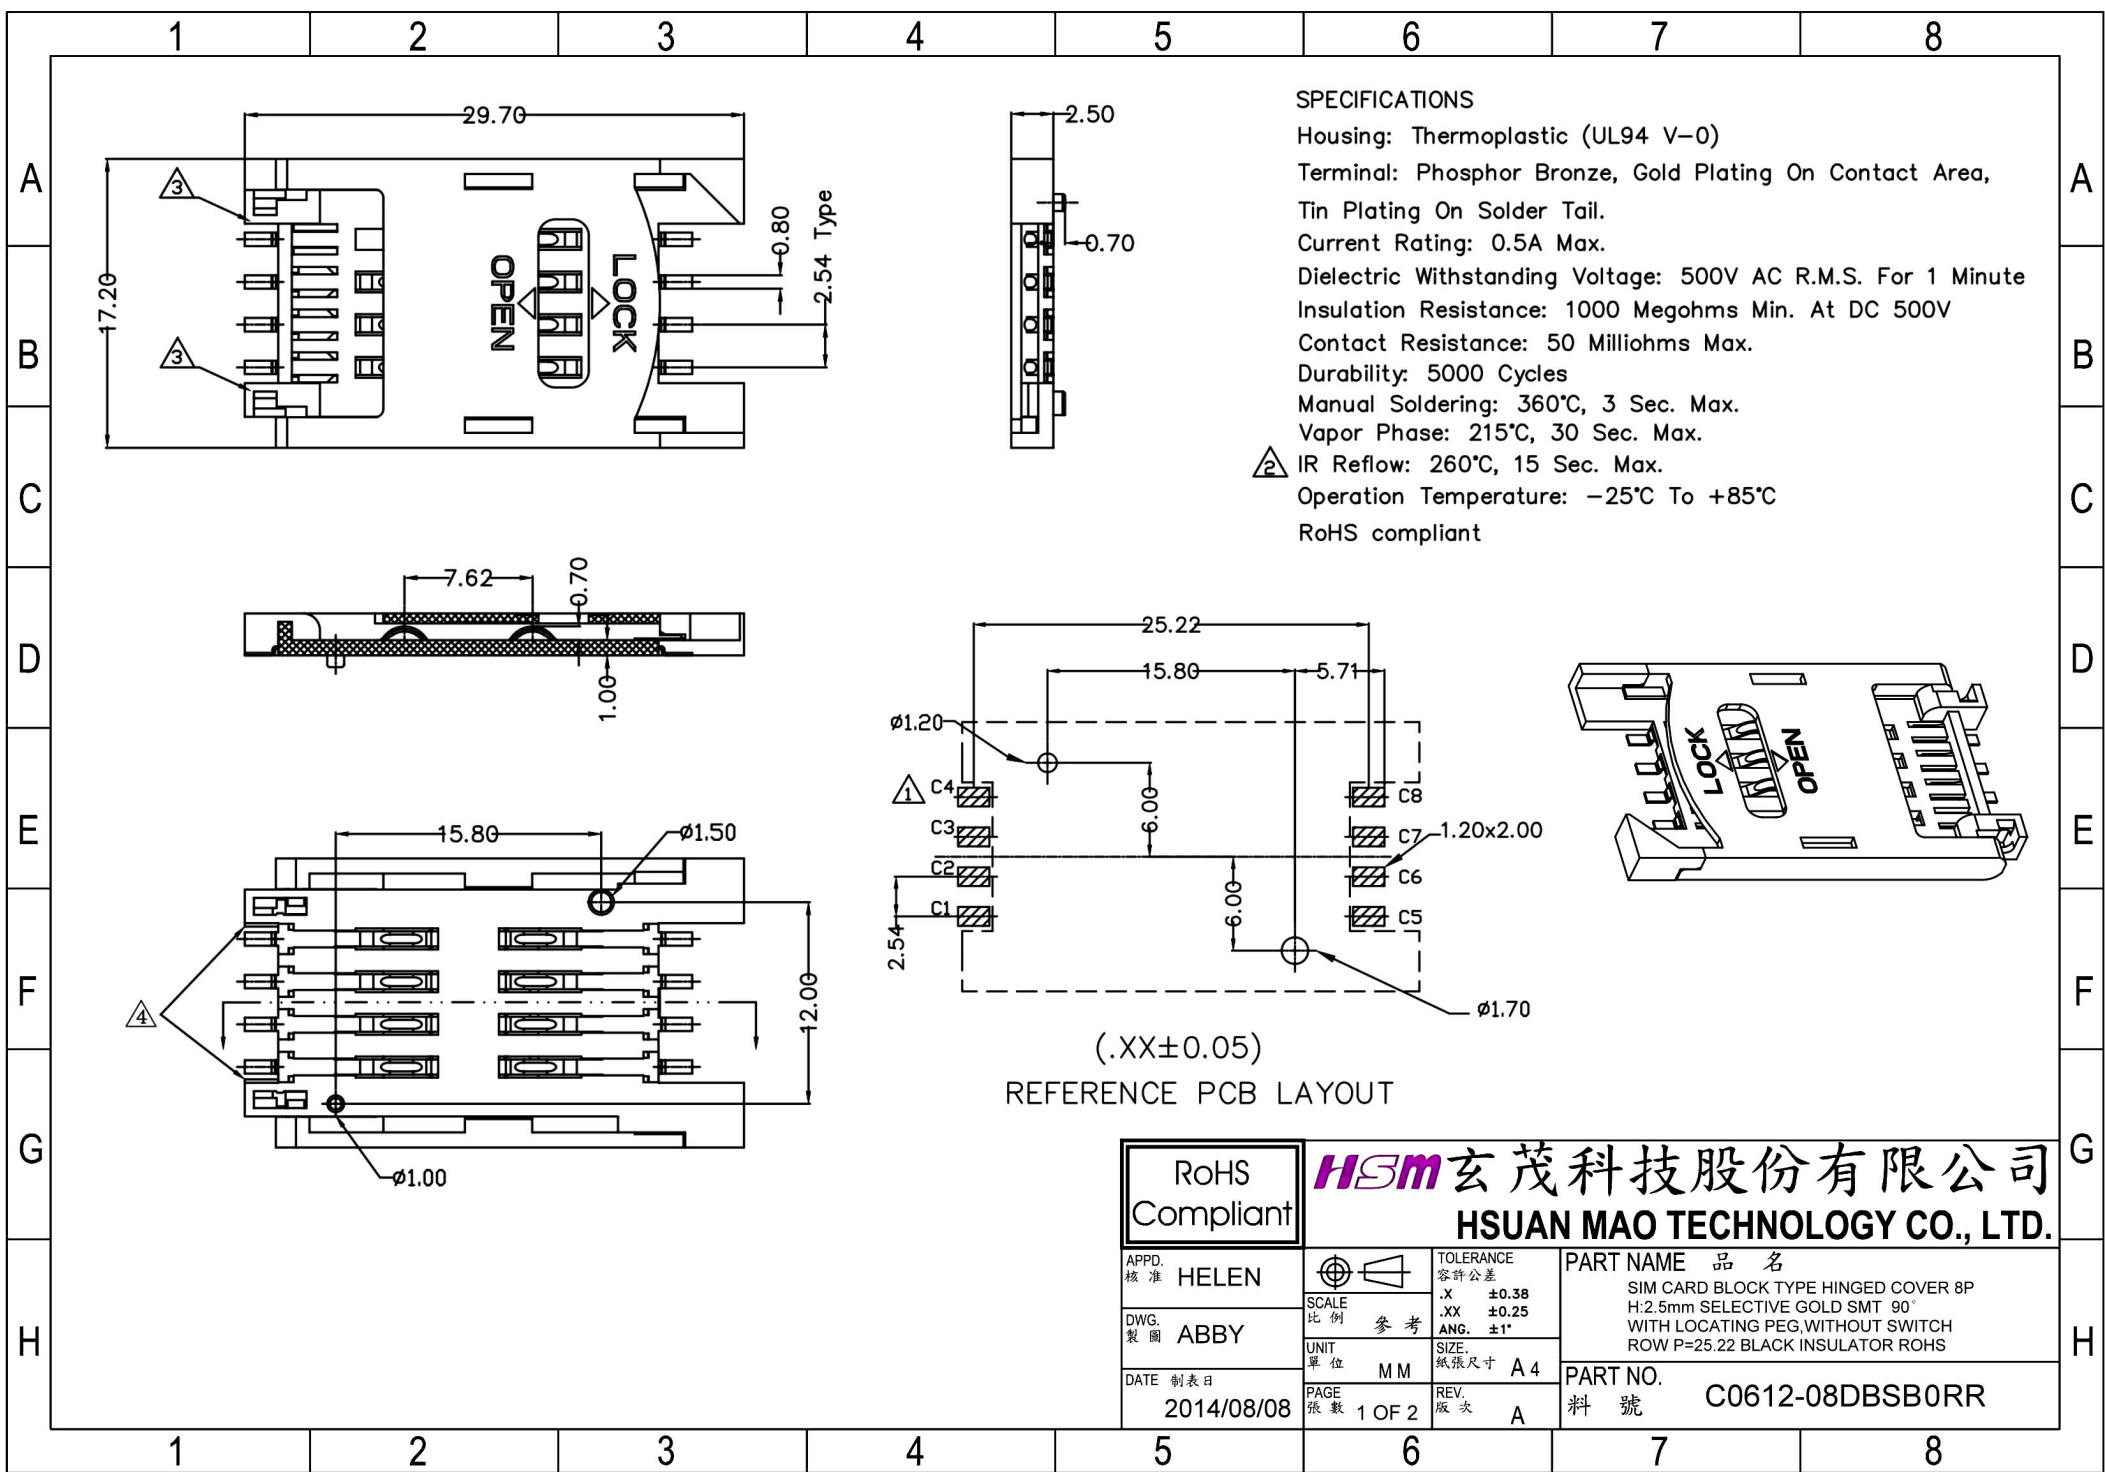 1 2 3 4 5 6 7 8
A
B
C
D
E
F
G
H
A
B
C
D
E
F
G
H
29.70
17.20
3
3
OPEN
LOCK
0.80
2.54 Type
2.50
0.70
SPECIFICATIONS
Housing: Thermoplastic (UL94 V-0)
Terminal: Phosphor Bronze, Gold Plating On Contact Area,
Tin Plating On Solder Tail.
Current Rating: 0.5A Max.
Dielectric Withstanding Voltage: 500V AC R.M.S. For 1 Minute
Insulation Resistance: 1000 Megohms Min. At DC 500V
Contact Resistance: 50 Milliohms Max.
Durability: 5000 Cycles
Manual Soldering: 360°C, 3 Sec. Max.
Vapor Phase: 215°C, 30 Sec. Max.
2 IR Reflow: 260°C, 15 Sec. Max.
Operation Temperature: -25°C To +85°C
RoHS compliant
7.62
0.70
1.00
25.22
15.80
5.71
ø1.20
1
C4
C3
C2
C1
C8
C7
C6
C5
6.00
6.00
1.20x2.00
2.54
ø1.70
(.XX±0.05)
REFERENCE PCB LAYOUT
LOCK
OPEN
15.80
ø1.50
12.00
4
ø1.00
RoHS
Compliant
HSM 玄茂科技股份有限公司
HSUAN MAO TECHNOLOGY CO., LTD.
APPD.
核 准 HELEN
DWG.
製 圖 ABBY
DATE 制表日
2014/08/08
SCALE
比 例 參 考
UNIT
單 位 MM
PAGE
張 數 1 OF 2
TOLERANCE
容許公差
.X ±0.38
.XX ±0.25
ANG. ±1°
SIZE.
紙張尺寸 A4
REV.
版 次 A
PART NAME 品 名
SIM CARD BLOCK TYPE HINGED COVER 8P
H:2.5mm SELECTIVE GOLD SMT 90°
WITH LOCATING PEG,WITHOUT SWITCH
ROW P=25.22 BLACK INSULATOR ROHS
PART NO.
料 號 C0612-08DBSB0RR
1 2 3 4 5 6 7 8